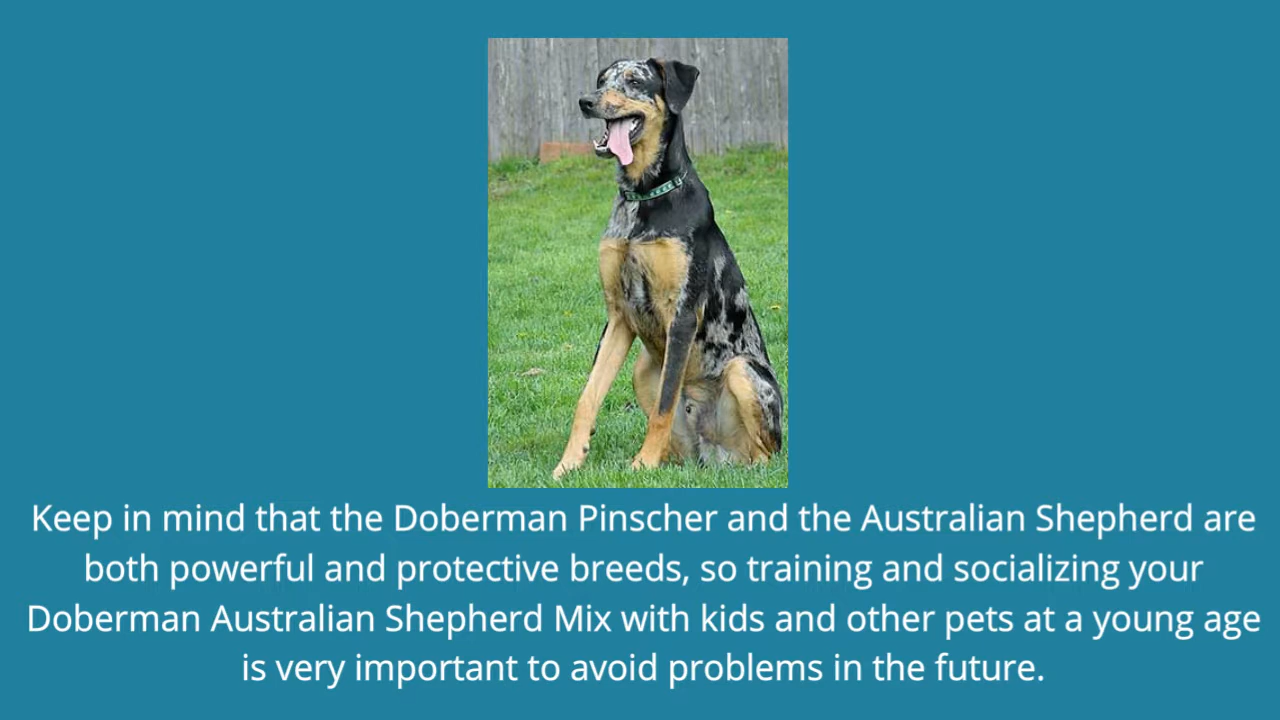 Keep in mind that the Doberman Pinscher and the Australian Shepherd are
both powerful and protective breeds, so training and socializing your
Doberman Australian Shepherd Mix with kids and other pets at a young age
is very important to avoid problems in the future.